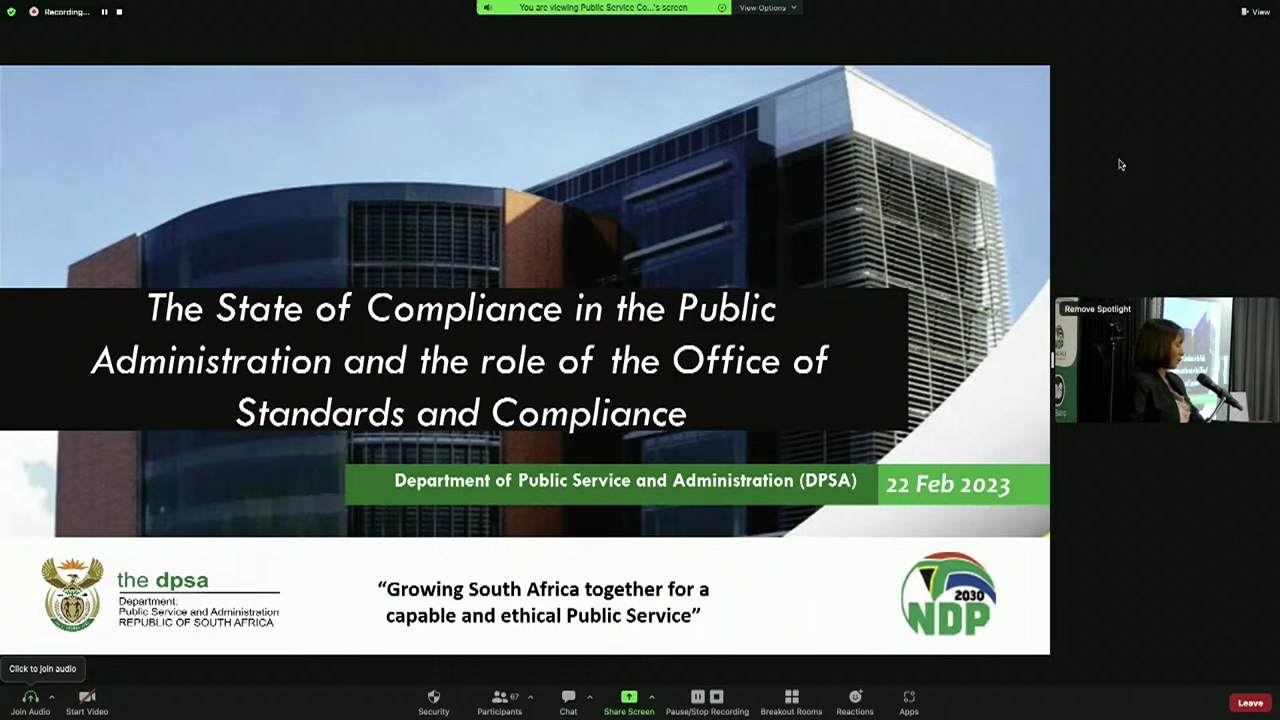 Recording...
You are viewing Public Service Co...'s screen
View Options
View
The State of Compliance in the Public
Administration and the role of the Office of
Standards and Compliance
Department of Public Service and Administration (DPSA)
22 Feb 2023
Remove Spotlight
the dpsa
Department:
Public Service and Administration
REPUBLIC OF SOUTH AFRICA
“Growing South Africa together for a
capable and ethical Public Service”
2030
NDP
Click to join audio
Join Audio
Start Video
Security
67
Participants
Chat
Share Screen
Pause/Stop Recording
Breakout Rooms
Reactions
Apps
Leave